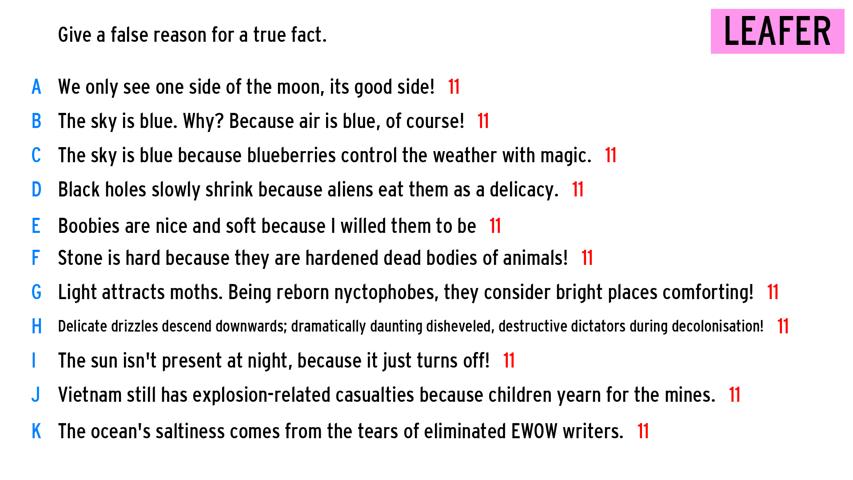 Give a false reason for a true fact.
LEAFER
A We only see one side of the moon, its good side! 11
B The sky is blue. Why? Because air is blue, of course! 11
C The sky is blue because blueberries control the weather with magic. 11
D Black holes slowly shrink because aliens eat them as a delicacy. 11
E Boobies are nice and soft because I willed them to be 11
F Stone is hard because they are hardened dead bodies of animals! 11
G Light attracts moths. Being reborn nyctophobes, they consider bright places comforting! 11
H Delicate drizzles descend downwards; dramatically daunting disheveled, destructive dictators during decolonisation! 11
I The sun isn't present at night, because it just turns off! 11
J Vietnam still has explosion-related casualties because children yearn for the mines. 11
K The ocean's saltiness comes from the tears of eliminated EWOW writers. 11